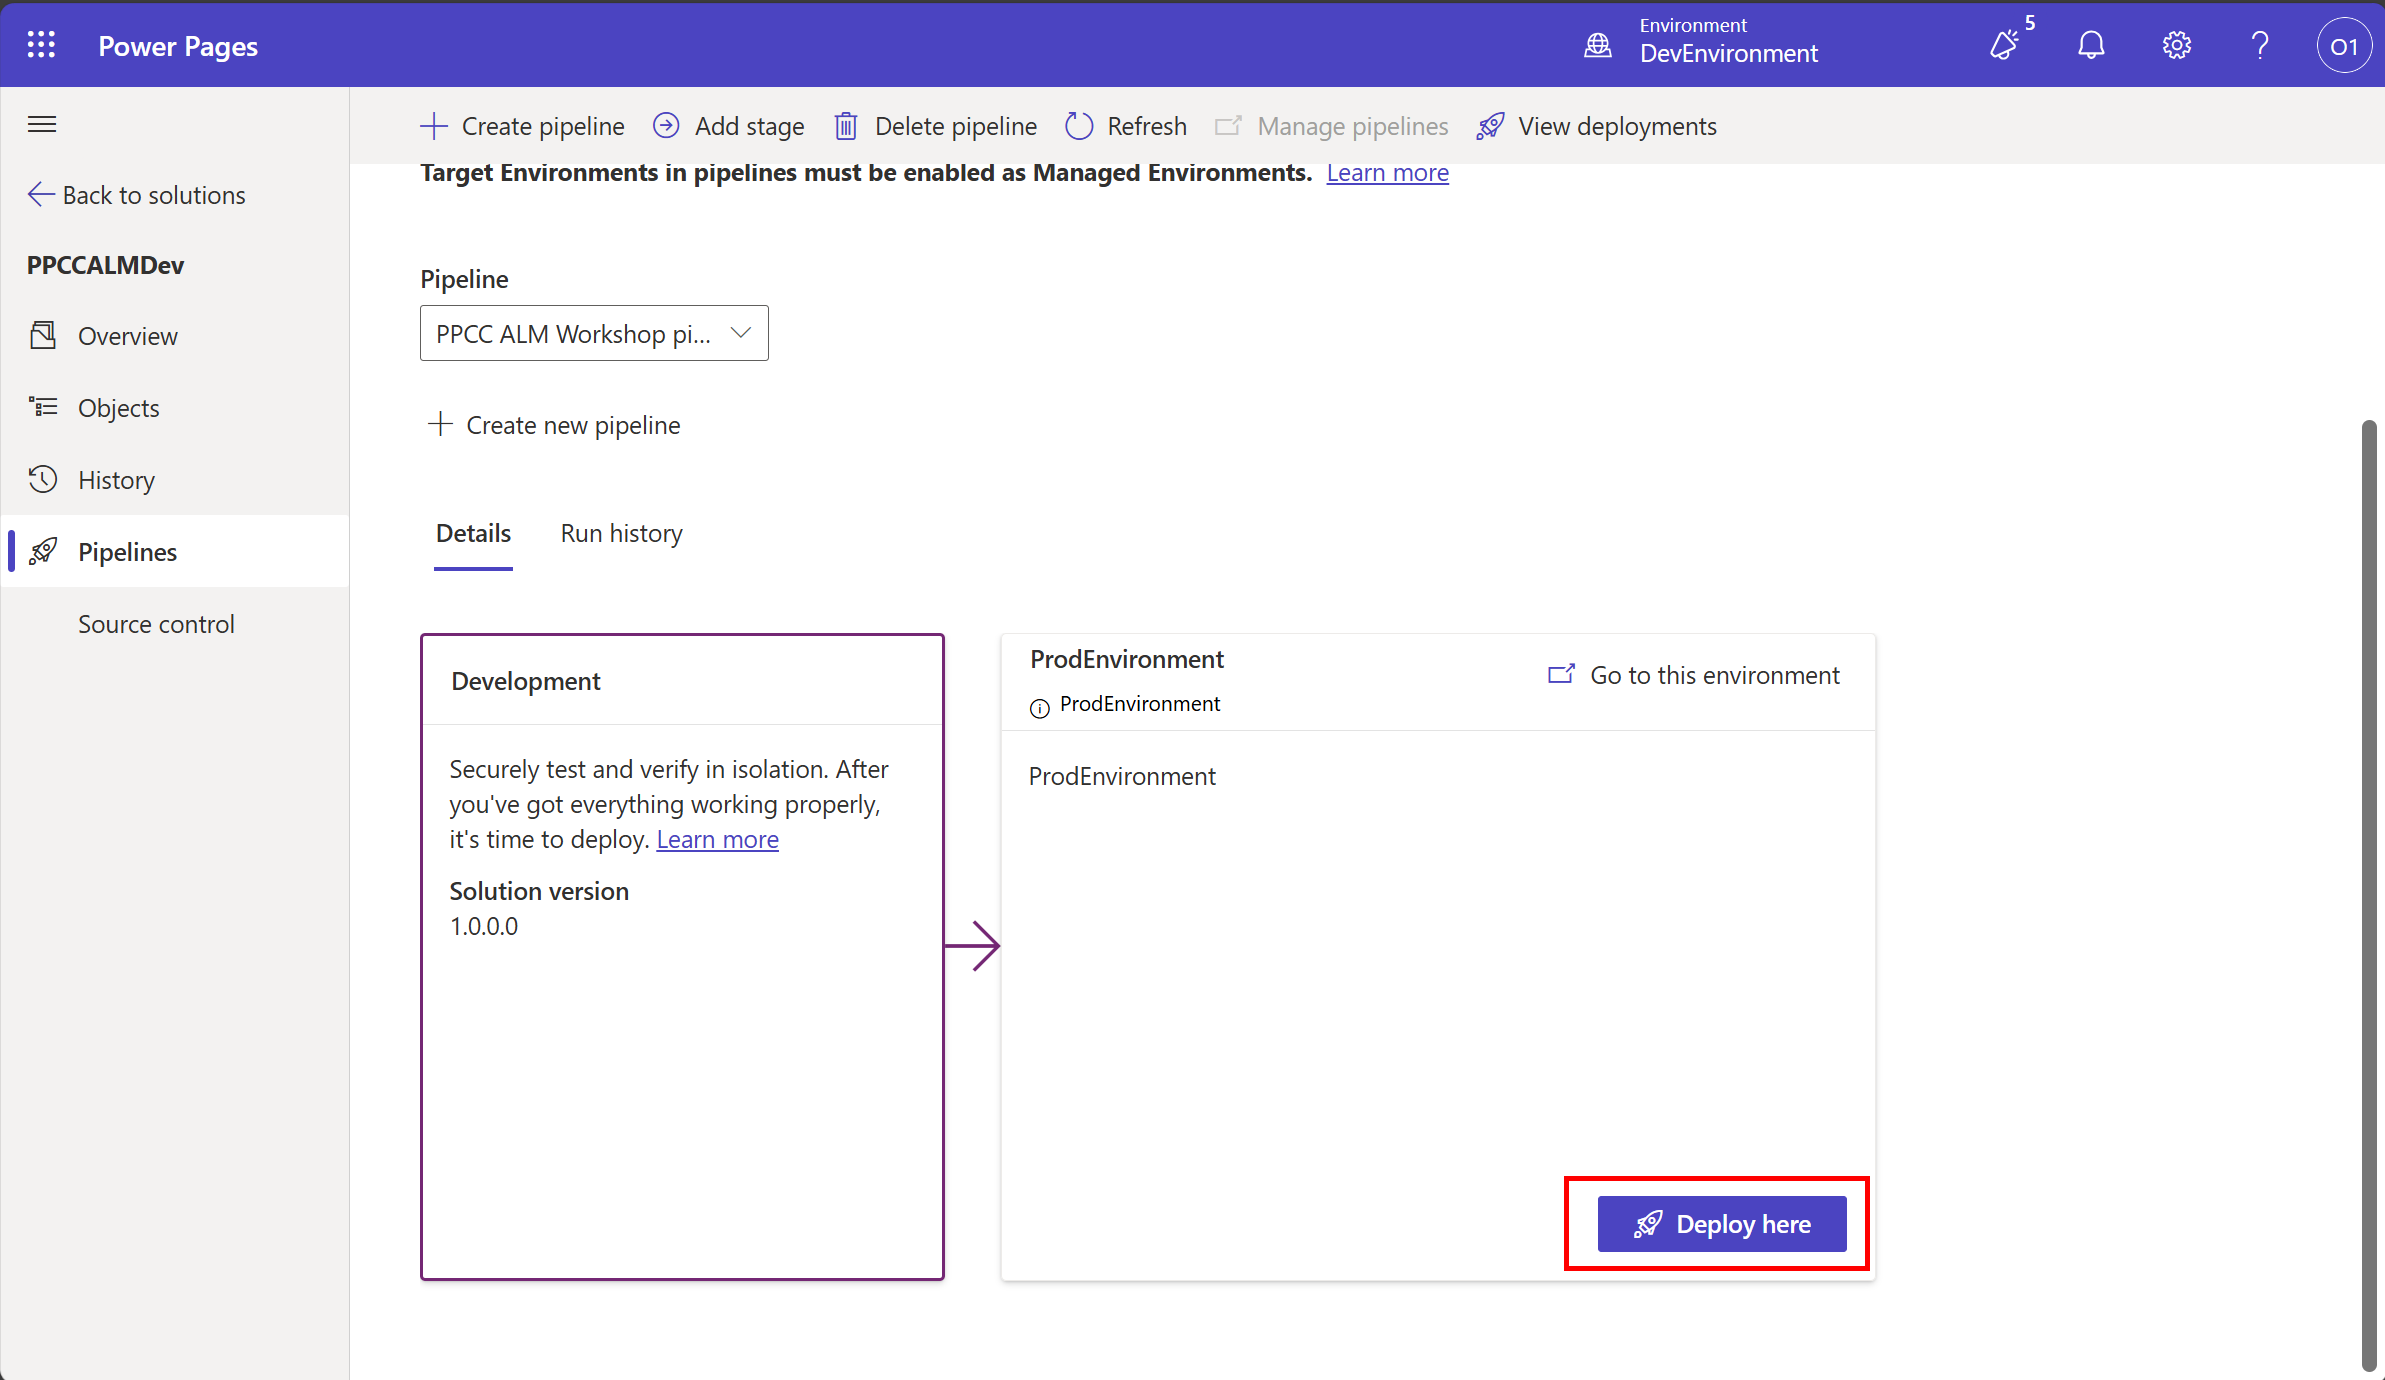 Power Pages
Environment
DevEnvironment
5
O1
Create pipeline
Add stage
Delete pipeline
Refresh
Manage pipelines
View deployments
Back to solutions
PPCCALMDev
Overview
Objects
History
Pipelines
Source control
Target Environments in pipelines must be enabled as Managed Environments. Learn more
Pipeline
PPCC ALM Workshop pi...
Create new pipeline
Details
Run history
Development
Securely test and verify in isolation. After
you've got everything working properly,
it's time to deploy. Learn more
Solution version
1.0.0.0
ProdEnvironment
ProdEnvironment
Go to this environment
ProdEnvironment
Deploy here